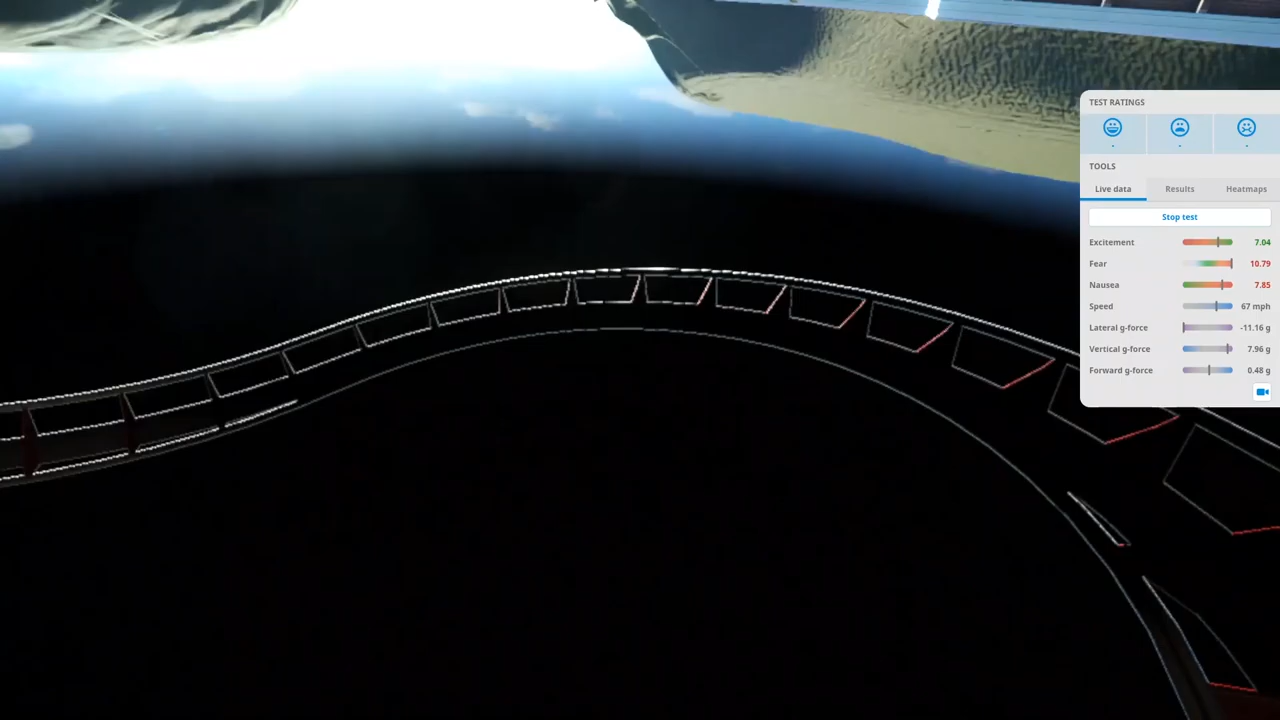 TEST RATINGS
- - -
TOOLS
Live data Results Heatmaps
Stop test
Excitement 7.04
Fear 10.79
Nausea 7.85
Speed 67 mph
Lateral g-force -11.16 g
Vertical g-force 7.96 g
Forward g-force 0.48 g